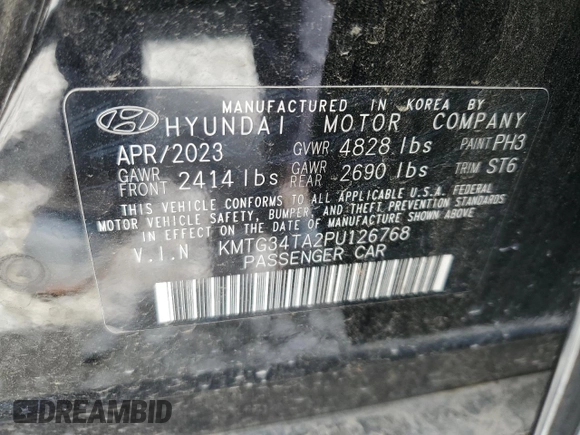 MANUFACTURED IN KOREA BY
HYUNDAI MOTOR COMPANY
APR/2023 GVWR 4828 lbs PAINT PH3
GAWR FRONT 2414 lbs GAWR REAR 2690 lbs TRIM ST6
THIS VEHICLE CONFORMS TO ALL APPLICABLE U.S.A. FEDERAL
MOTOR VEHICLE SAFETY, BUMPER, AND THEFT PREVENTION STANDARDS
IN EFFECT ON THE DATE OF MANUFACTURE SHOWN ABOVE.
V.I.N KMTG34TA2PU126768
PASSENGER CAR
DREAMBID